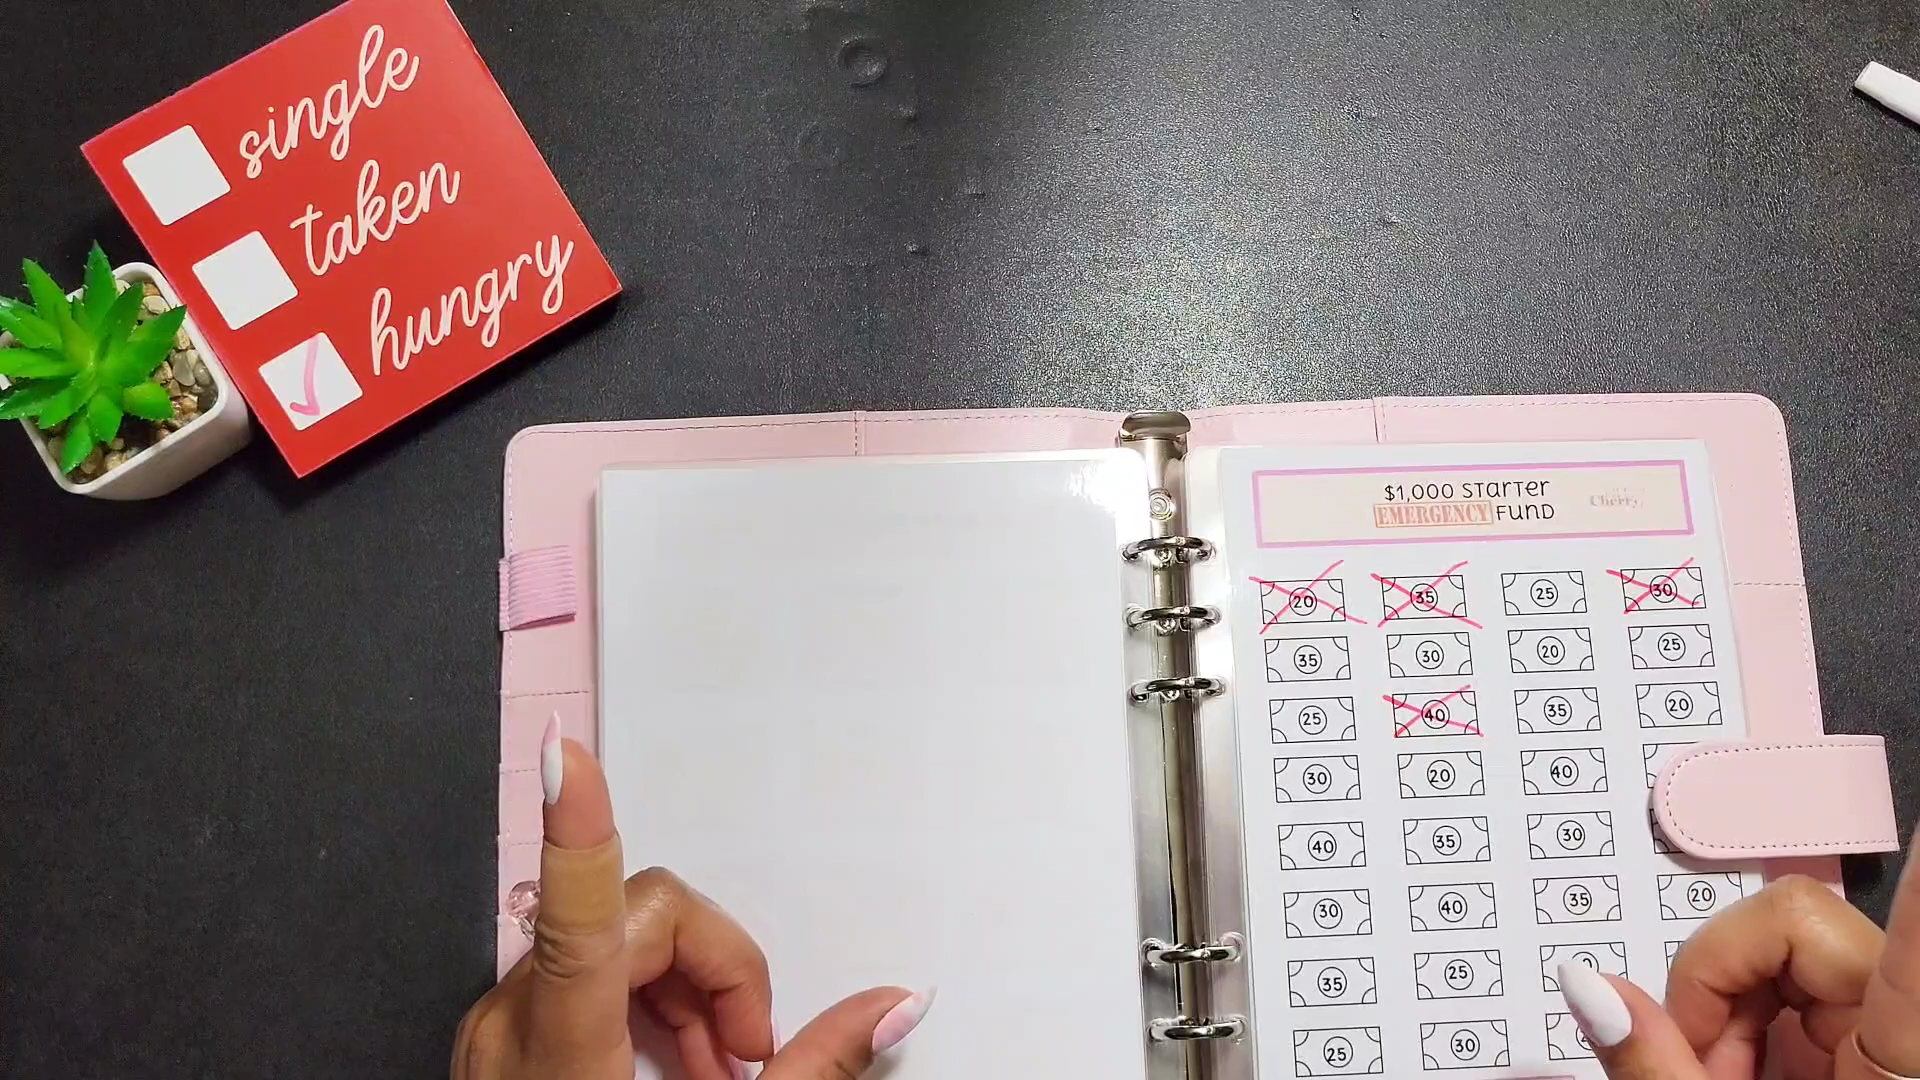 single
taken
hungry
$1,000 Starter
EMERGENCY FUND
Cherry
20 35 25 30
35 30 20 25
25 40 35 20
30 20 40
40 35 30
30 40 35 20
35 25
25 30